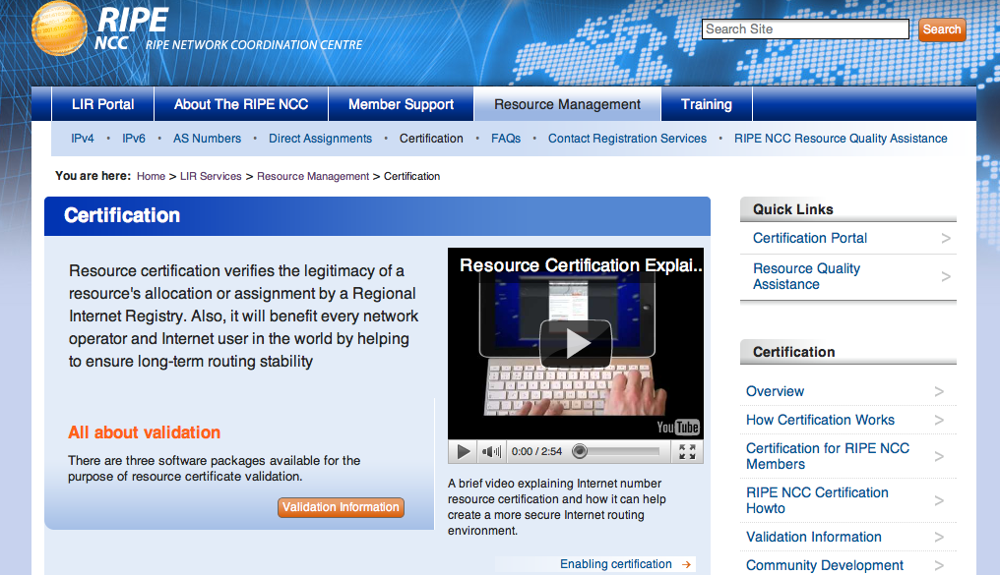 RIPE
NCC RIPE NETWORK COORDINATION CENTRE
Search Site
Search
LIR Portal
About The RIPE NCC
Member Support
Resource Management
Training
IPv4 • IPv6 • AS Numbers • Direct Assignments • Certification • FAQs • Contact Registration Services • RIPE NCC Resource Quality Assistance
You are here: Home > LIR Services > Resource Management > Certification
Certification
Resource certification verifies the legitimacy of a
resource's allocation or assignment by a Regional
Internet Registry. Also, it will benefit every network
operator and Internet user in the world by helping
to ensure long-term routing stability
All about validation
There are three software packages available for the
purpose of resource certificate validation.
Validation Information
Resource Certification Explai..
YouTube
0:00 / 2:54
A brief video explaining Internet number
resource certification and how it can help
create a more secure Internet routing
environment.
Enabling certification →
Quick Links
Certification Portal >
Resource Quality
Assistance >
Certification
Overview >
How Certification Works >
Certification for RIPE NCC
Members >
RIPE NCC Certification
Howto >
Validation Information >
Community Development >